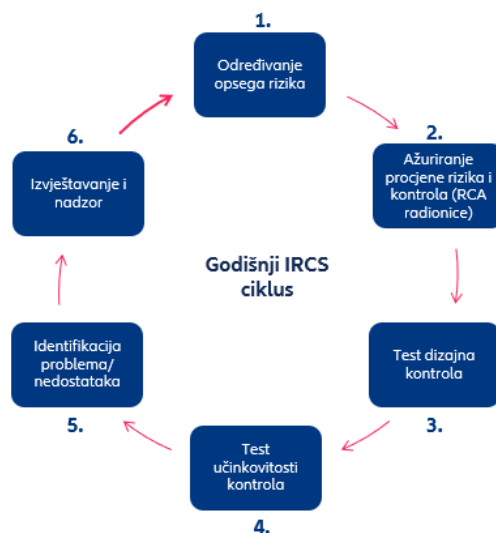 1.
Određivanje
opsega rizika
2.
Ažuriranje
procjene rizika i
kontrola (RCA
radionice)
Test dizajna
kontrola
3.
Test
učinkovitosti
kontrola
4.
Identifikacija
problema/
nedostataka
5.
6.
Izvještavanje i
nadzor
Godišnji IRCS
ciklus